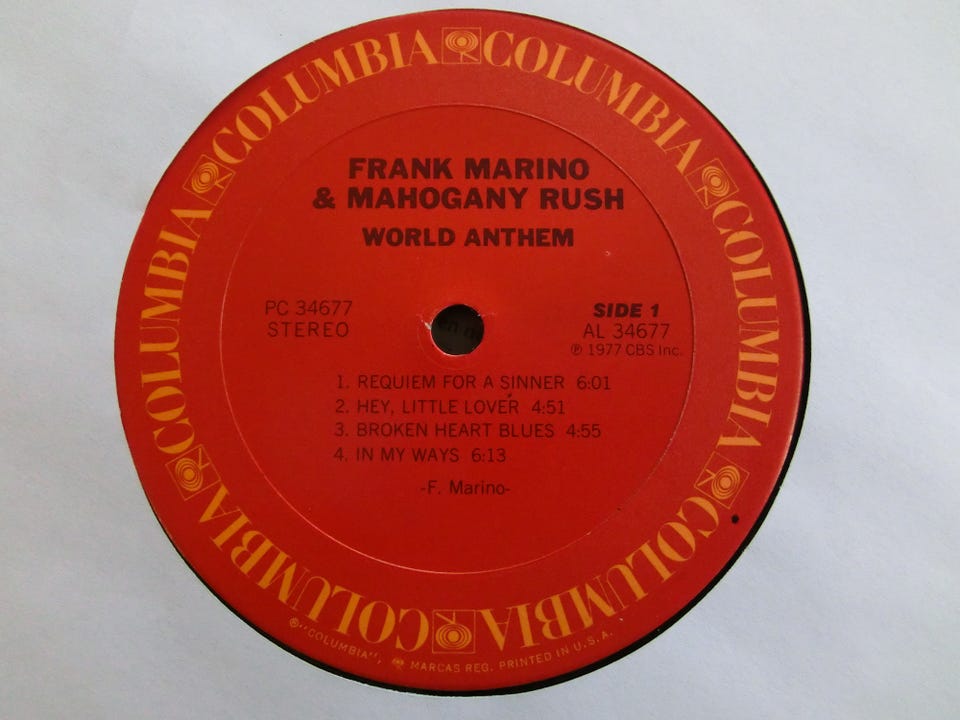 COLUMBIA COLUMBIA COLUMBIA COLUMBIA COLUMBIA COLUMBIA COLUMBIA COLUMBIA
FRANK MARINO
& MAHOGANY RUSH
WORLD ANTHEM
PC 34677
STEREO
SIDE 1
AL 34677
℗ 1977 CBS Inc.
1. REQUIEM FOR A SINNER 6:01
2. HEY, LITTLE LOVER 4:51
3. BROKEN HEART BLUES 4:55
4. IN MY WAYS 6:13
-F. Marino-
®"COLUMBIA", MARCAS REG. PRINTED IN U.S.A.